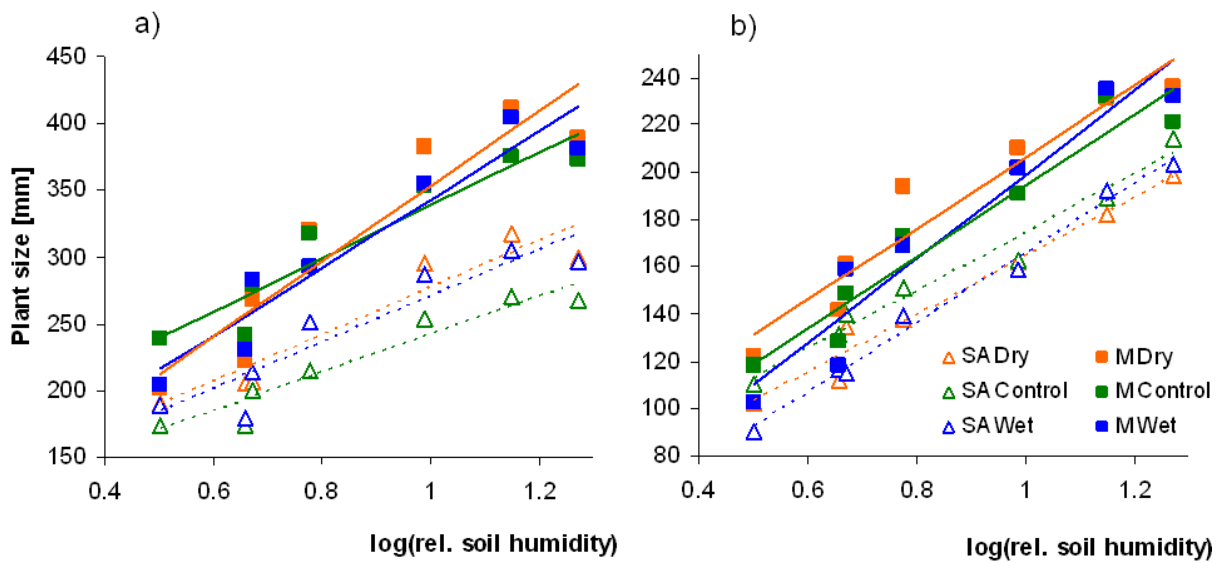 a)
b)
Plant size [mm]
450
400
350
300
250
200
150
0.4 0.6 0.8 1 1.2
log(rel. soil humidity)
240
220
200
180
160
140
120
100
80
0.4 0.6 0.8 1 1.2
log(rel. soil humidity)
SA Dry M Dry
SA Control M Control
SA Wet M Wet